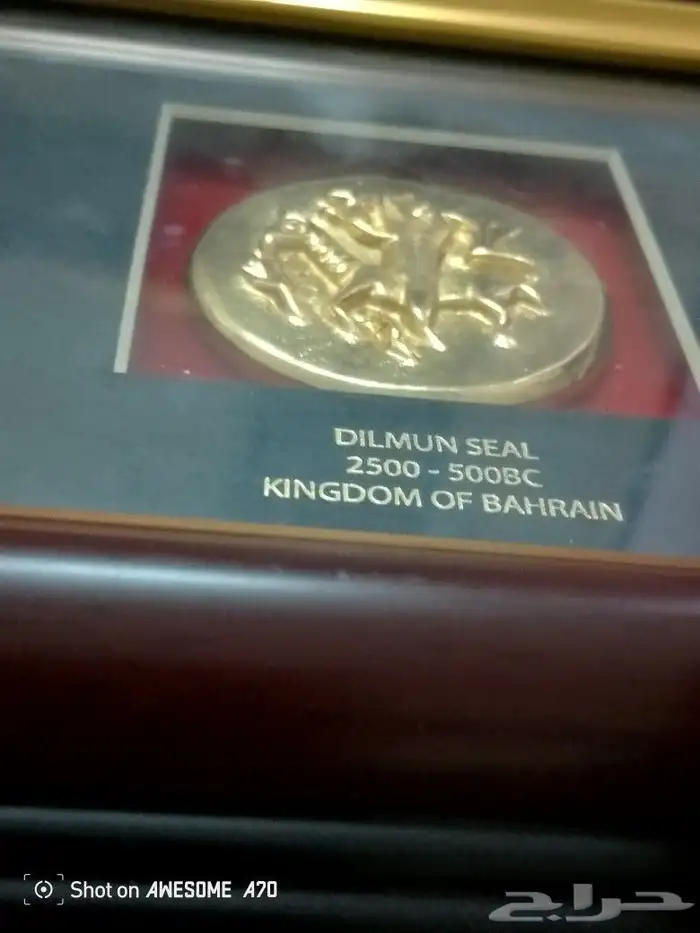 DILMUN SEAL
2500 - 500BC
KINGDOM OF BAHRAIN
Shot on AWESOME A70
حراج